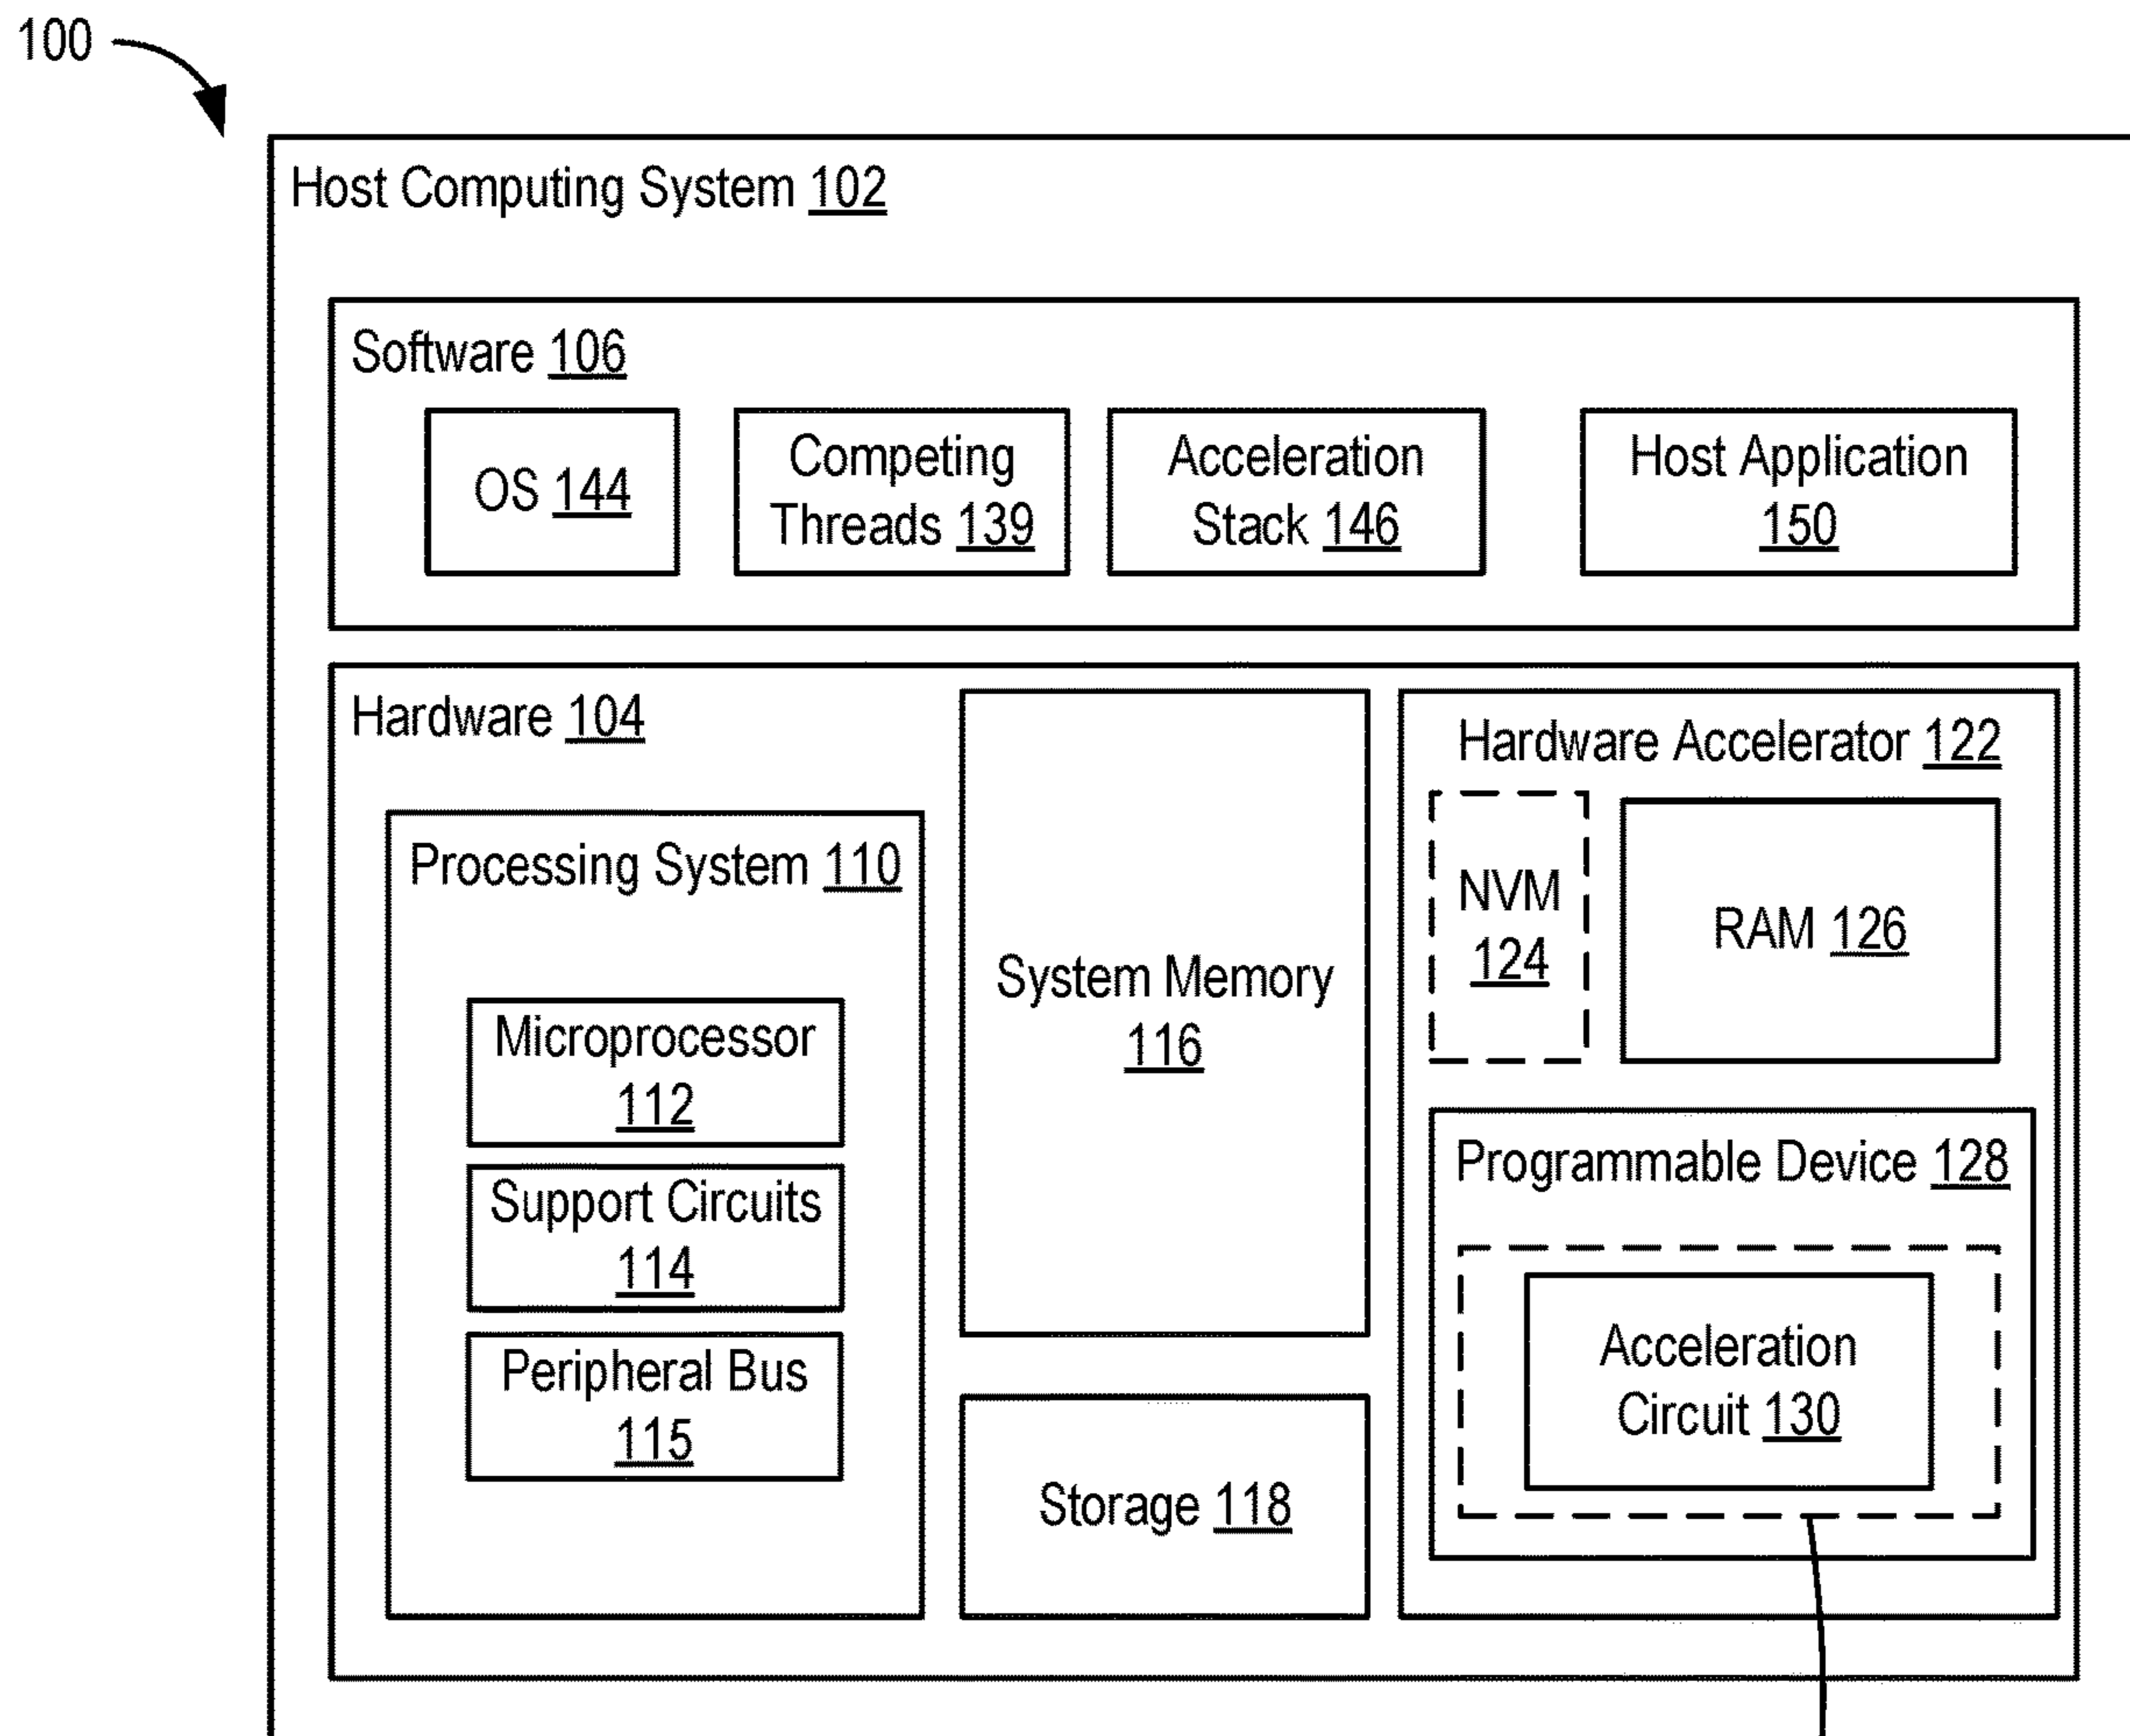 100
Host Computing System 102
Software 106
OS 144
Competing
Threads 139
Acceleration
Stack 146
Host Application
150
Hardware 104
Processing System 110
Microprocessor
112
Support Circuits
114
Peripheral Bus
115
System Memory
116
Storage 118
Hardware Accelerator 122
NVM
124
RAM 126
Programmable Device 128
Acceleration
Circuit 130